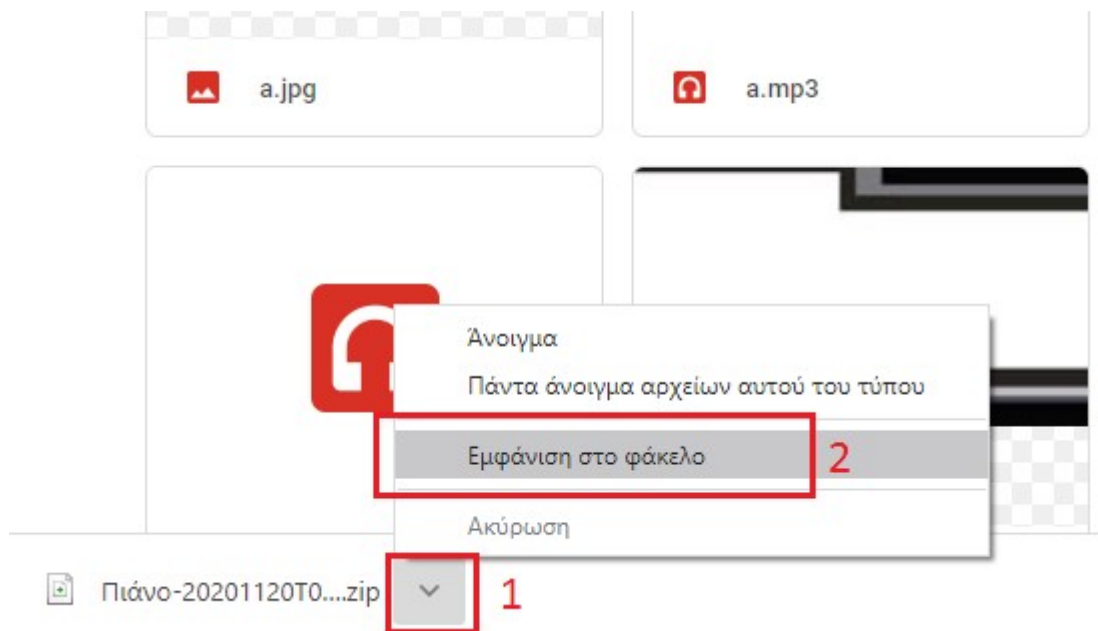 a.jpg
a.mp3
Άνοιγμα
Πάντα άνοιγμα αρχείων αυτού του τύπου
Εμφάνιση στο φάκελο 2
Ακύρωση
Πιάνο-20201120T0....zip 1